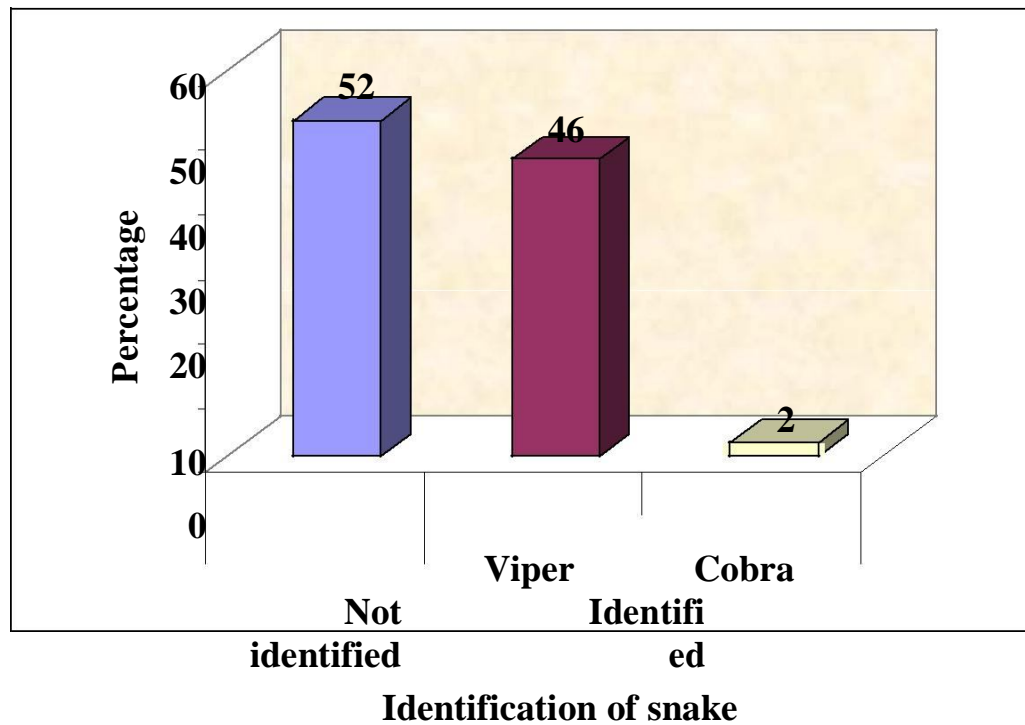 60
52
50
46
40
30
20
10
2
0
Percentage
Viper Cobra
Not Identifi
identified ed
Identification of snake